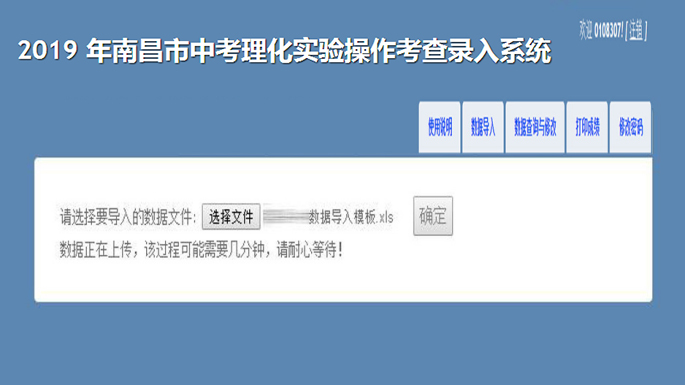 欢迎 0108307! [ 注销 ]
2019 年南昌市中考理化实验操作考查录入系统
使用说明 数据导入 数据查询与修改 打印成绩 修改密码
请选择要导入的数据文件: 选择文件 数据导入模板.xls 确定
数据正在上传，该过程可能需要几分钟，请耐心等待！